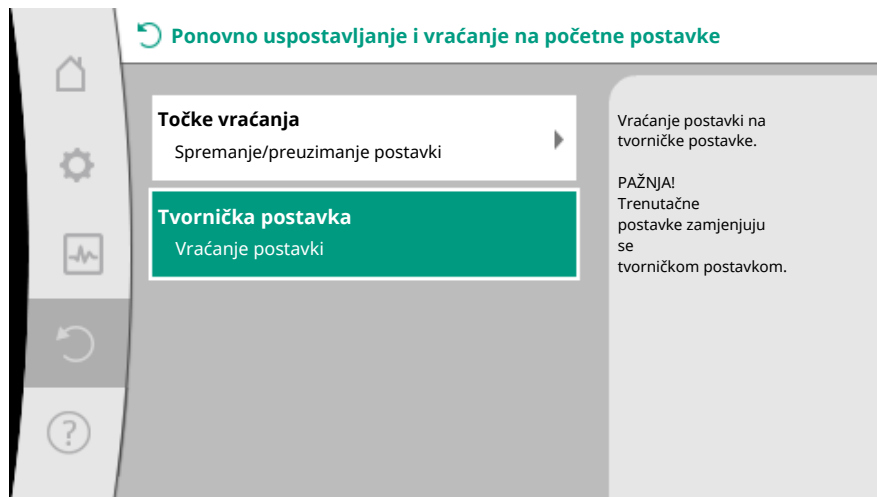 Ponovno uspostavljanje i vraćanje na početne postavke
Točke vraćanja
Spremanje/preuzimanje postavki
Tvornička postavka
Vraćanje postavki
Vraćanje postavki na
tvorničke postavke.
PAŽNJA!
Trenutačne
postavke zamjenjuju
se
tvorničkom postavkom.
?